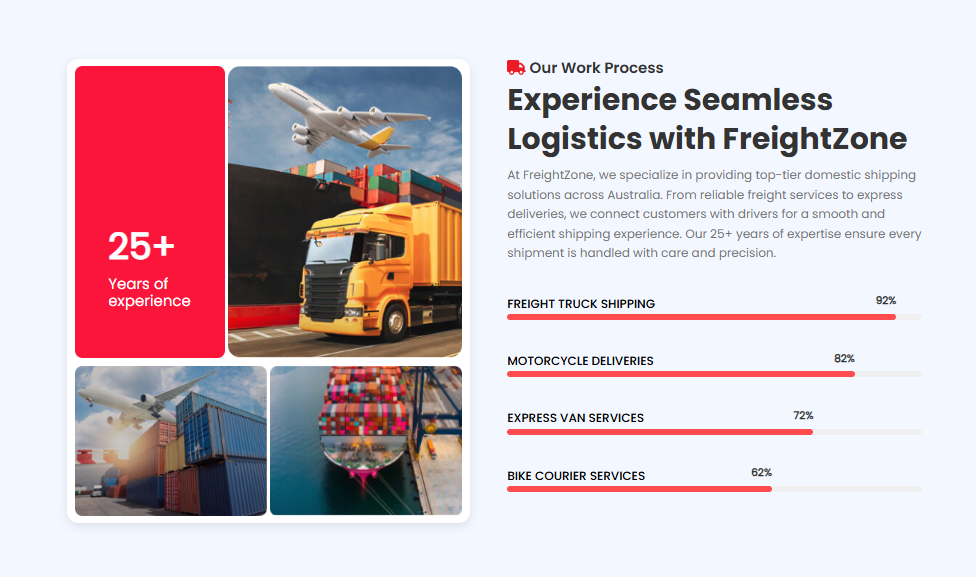 25+
Years of
experience
Our Work Process
Experience Seamless
Logistics with FreightZone
At FreightZone, we specialize in providing top-tier domestic shipping
solutions across Australia. From reliable freight services to express
deliveries, we connect customers with drivers for a smooth and
efficient shipping experience. Our 25+ years of expertise ensure every
shipment is handled with care and precision.
FREIGHT TRUCK SHIPPING 92%
MOTORCYCLE DELIVERIES 82%
EXPRESS VAN SERVICES 72%
BIKE COURIER SERVICES 62%